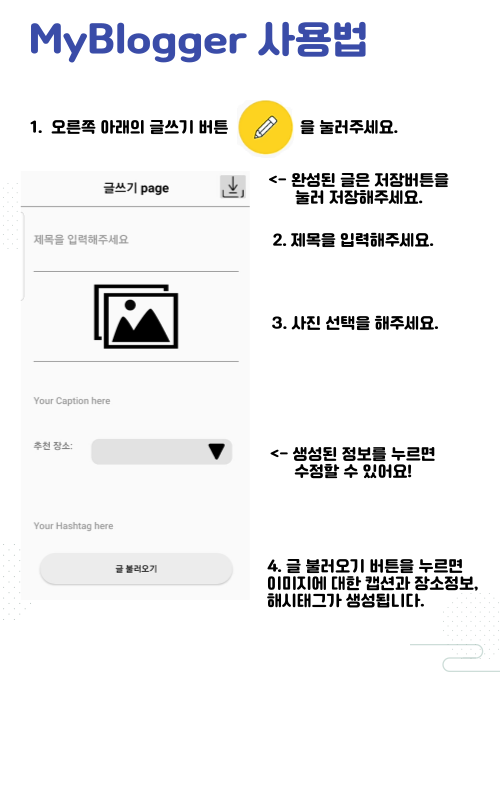 MyBlogger 사용법
1. 오른쪽 아래의 글쓰기 버튼 을 눌러주세요.
글쓰기 page
<- 완성된 글은 저장버튼을
눌러 저장해주세요.
제목을 입력해주세요
2. 제목을 입력해주세요.
3. 사진 선택을 해주세요.
Your Caption here
추천 장소:
<- 생성된 정보를 누르면
수정할 수 있어요!
Your Hashtag here
글 불러오기
4. 글 불러오기 버튼을 누르면
이미지에 대한 캡션과 장소정보,
해시태그가 생성됩니다.